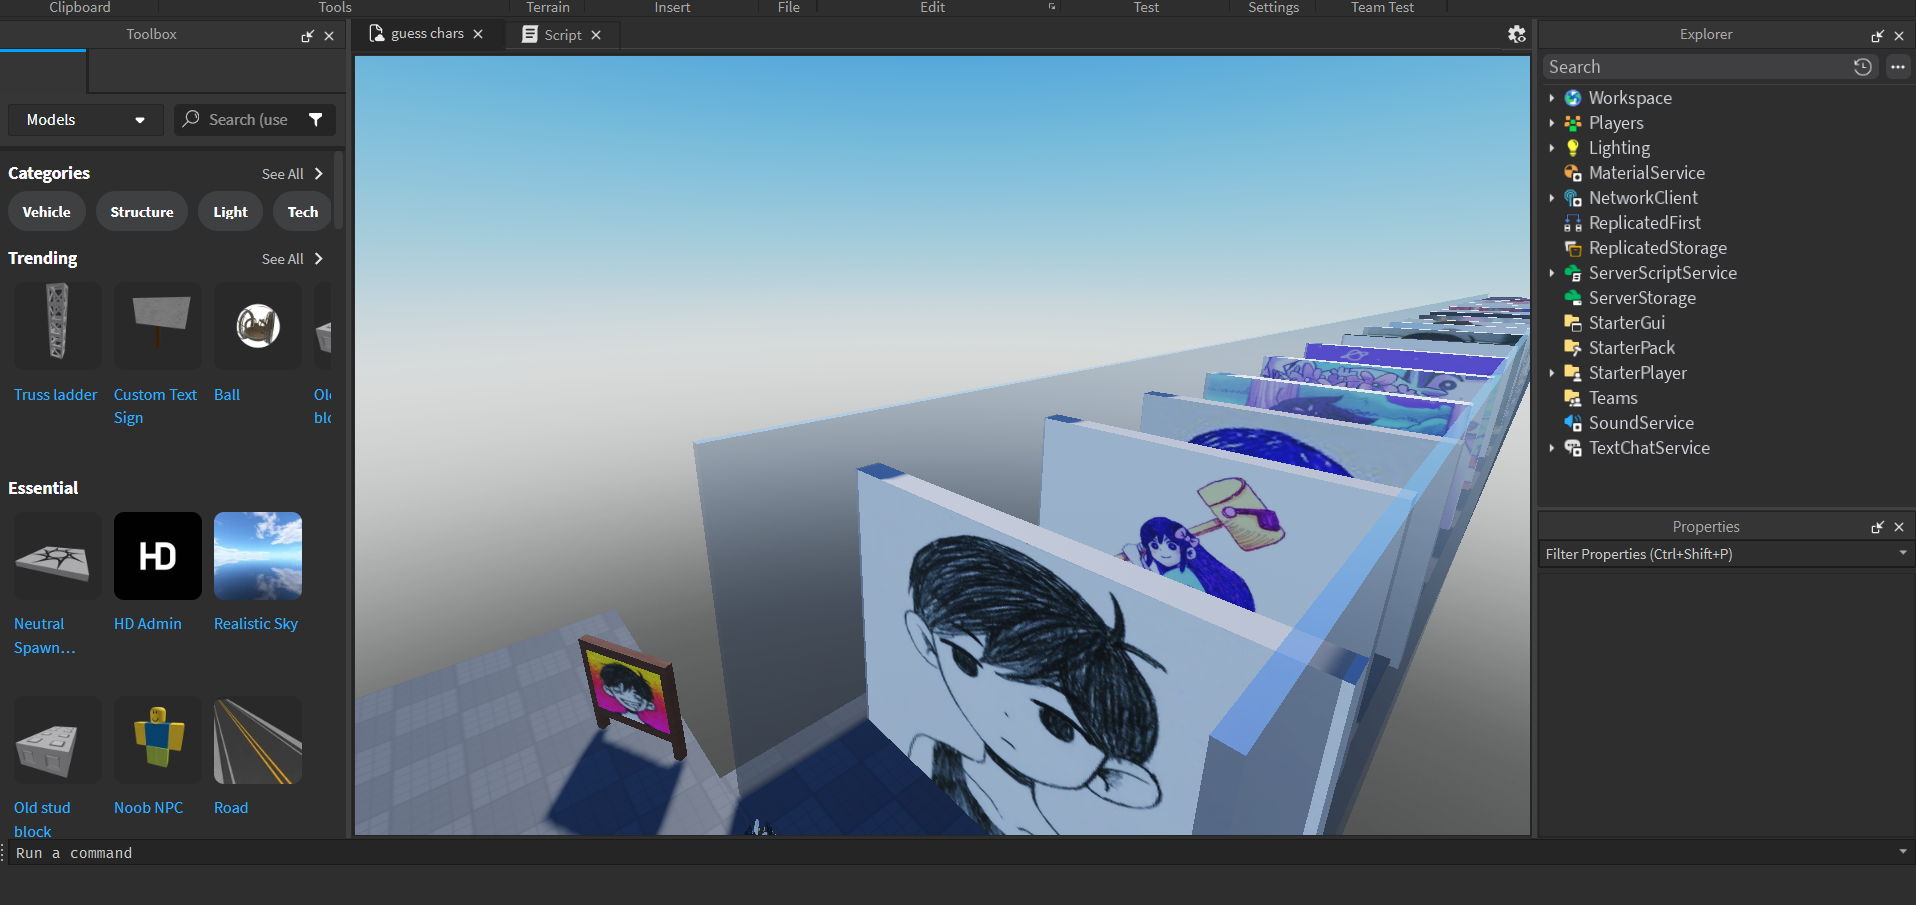 Clipboard
Tools
Terrain
Insert
File
Edit
Test
Settings
Team Test
Toolbox
guess chars
Script
Explorer
Models
Search (use
Categories
See All
Vehicle
Structure
Light
Tech
Trending
See All
Truss ladder
Custom Text
Sign
Ball
Essential
HD
Neutral
Spawn...
HD Admin
Realistic Sky
Old stud
block
Noob NPC
Road
Run a command
Search
Workspace
Players
Lighting
MaterialService
NetworkClient
ReplicatedFirst
ReplicatedStorage
ServerScriptService
ServerStorage
StarterGui
StarterPack
StarterPlayer
Teams
SoundService
TextChatService
Properties
Filter Properties (Ctrl+Shift+P)